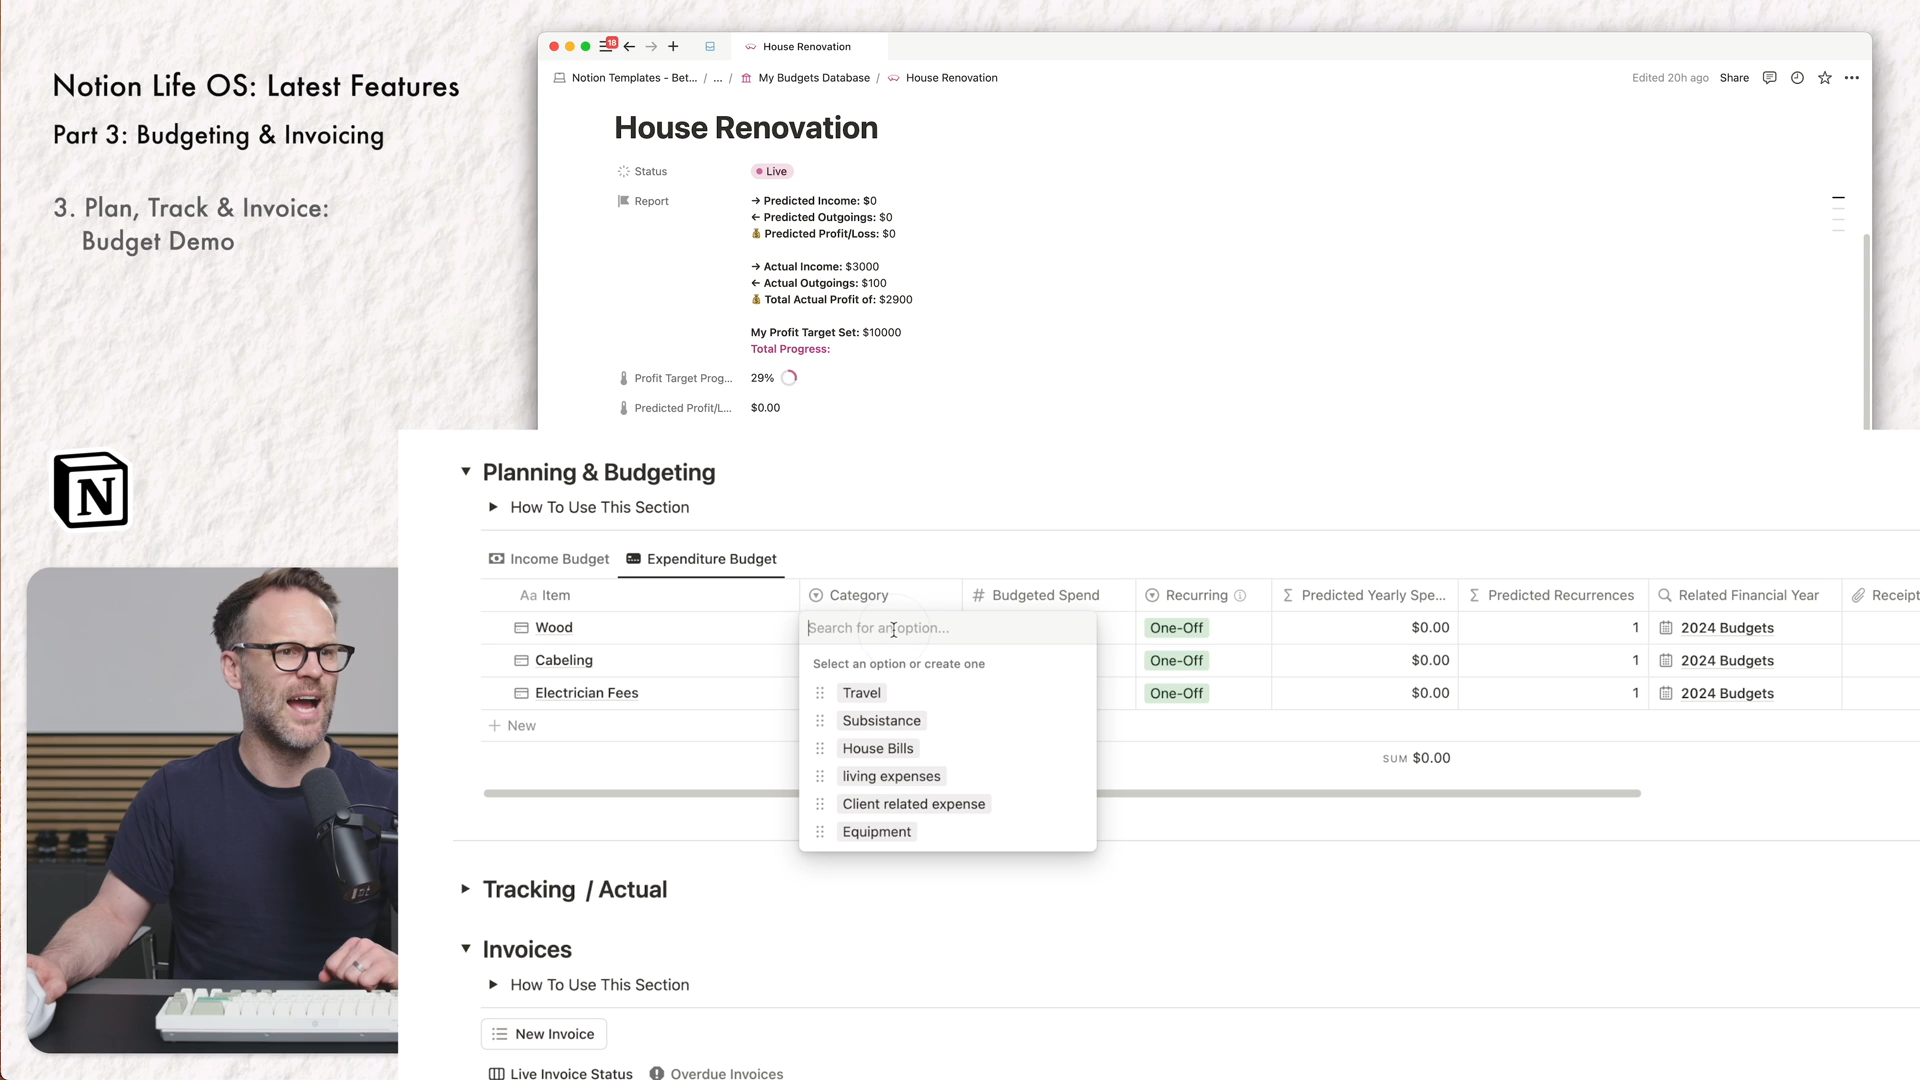 Notion Life OS: Latest Features
Part 3: Budgeting & Invoicing
3. Plan, Track & Invoice:
Budget Demo
N
18
House Renovation
Notion Templates - Bet... / ... / My Budgets Database / House Renovation
Edited 20h ago Share
House Renovation
Status Live
Report → Predicted Income: $0
← Predicted Outgoings: $0
Predicted Profit/Loss: $0
→ Actual Income: $3000
← Actual Outgoings: $100
Total Actual Profit of: $2900
My Profit Target Set: $10000
Total Progress:
Profit Target Prog... 29%
Predicted Profit/L... $0.00
Planning & Budgeting
How To Use This Section
Income Budget Expenditure Budget
Aa Item Category # Budgeted Spend Recurring Σ Predicted Yearly Spe... Σ Predicted Recurrences Related Financial Year Receipt
Wood Search for an option... One-Off $0.00 1 2024 Budgets
Cabeling One-Off $0.00 1 2024 Budgets
Electrician Fees One-Off $0.00 1 2024 Budgets
+ New
Select an option or create one
Travel
Subsistance
House Bills
living expenses
Client related expense
Equipment
SUM $0.00
Tracking / Actual
Invoices
How To Use This Section
New Invoice
Live Invoice Status Overdue Invoices